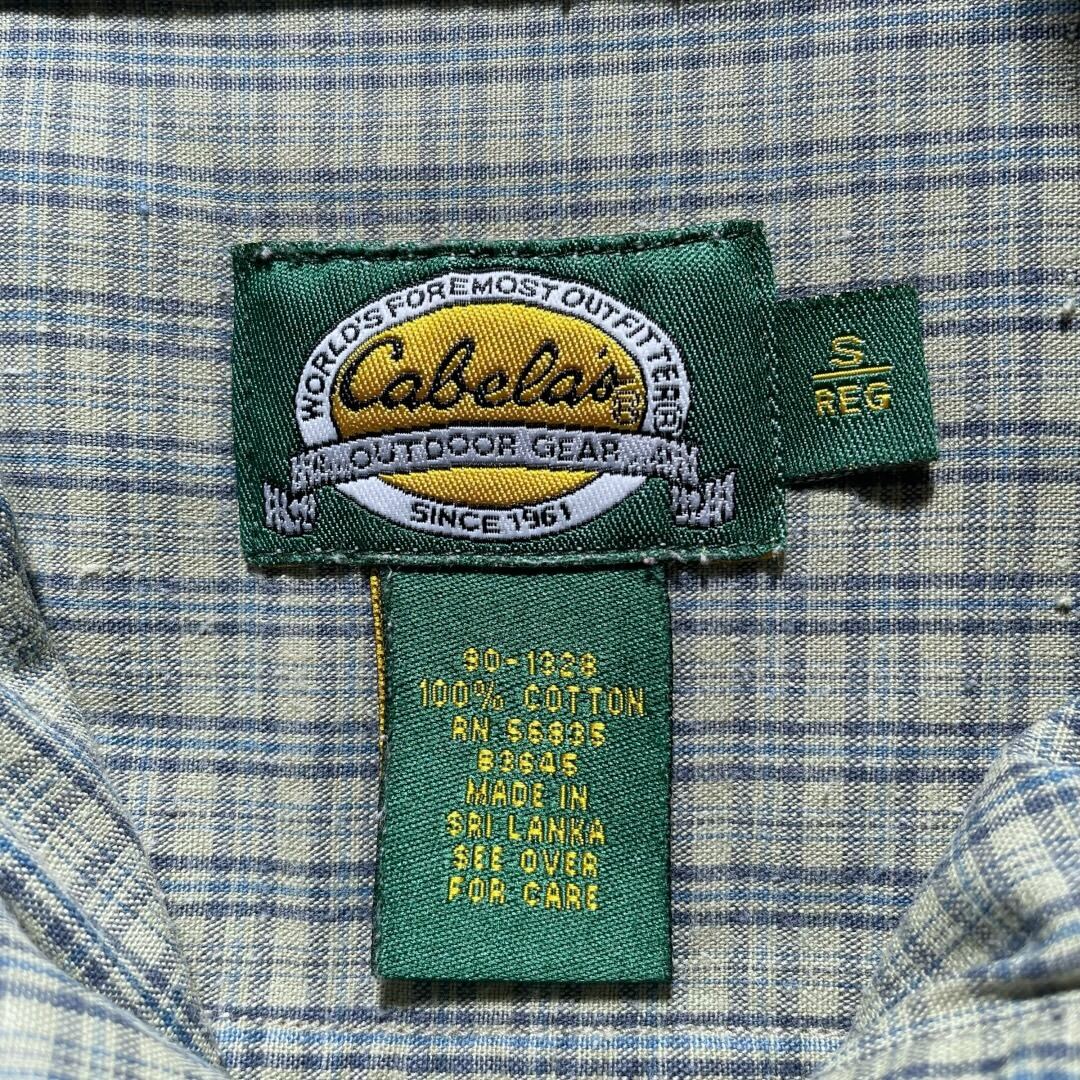 WORLD'S FOREMOST OUTFITTER®
Cabela's®
OUTDOOR GEAR
SINCE 1961
S
REG
90-1328
100% COTTON
RN 56835
83645
MADE IN
SRI LANKA
SEE OVER
FOR CARE